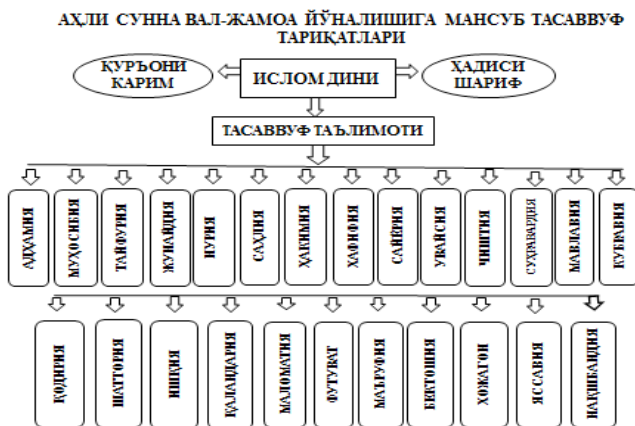 АҲЛИ СУННА ВАЛ-ЖАМОА ЙЎНАЛИШИГА МАНСУБ ТАСАВВУФ
ТАРИҚАТЛАРИ
ҚУРЪОНИ
КАРИМ
ИСЛОМ ДИНИ
ҲАДИСИ
ШАРИФ
ТАСАВВУФ ТАЪЛИМОТИ
АДҲАМИЯ
МУҲОСИБИЯ
ТАЙФУРИЯ
ЖУНАЙДИЯ
НУРИЯ
САҲЛИЯ
ҲАКИМИЯ
ХАФИФИЯ
САЙЁРИЯ
УВАЙСИЯ
ЧИШТИЯ
СУҲРАВАРДИЯ
МАВЛАВИЯ
КУБРАВИЯ
ҚОДИРИЯ
ШАТТОРИЯ
ИШҚИЯ
ҚАЛАНДАРИЯ
МАЛОМАТИЯ
ФУТУВАТ
МАЪРУФИЯ
БЕКТОШИЯ
ХОЖАГОН
ЯССАВИЯ
НАҚШБАНДИЯ